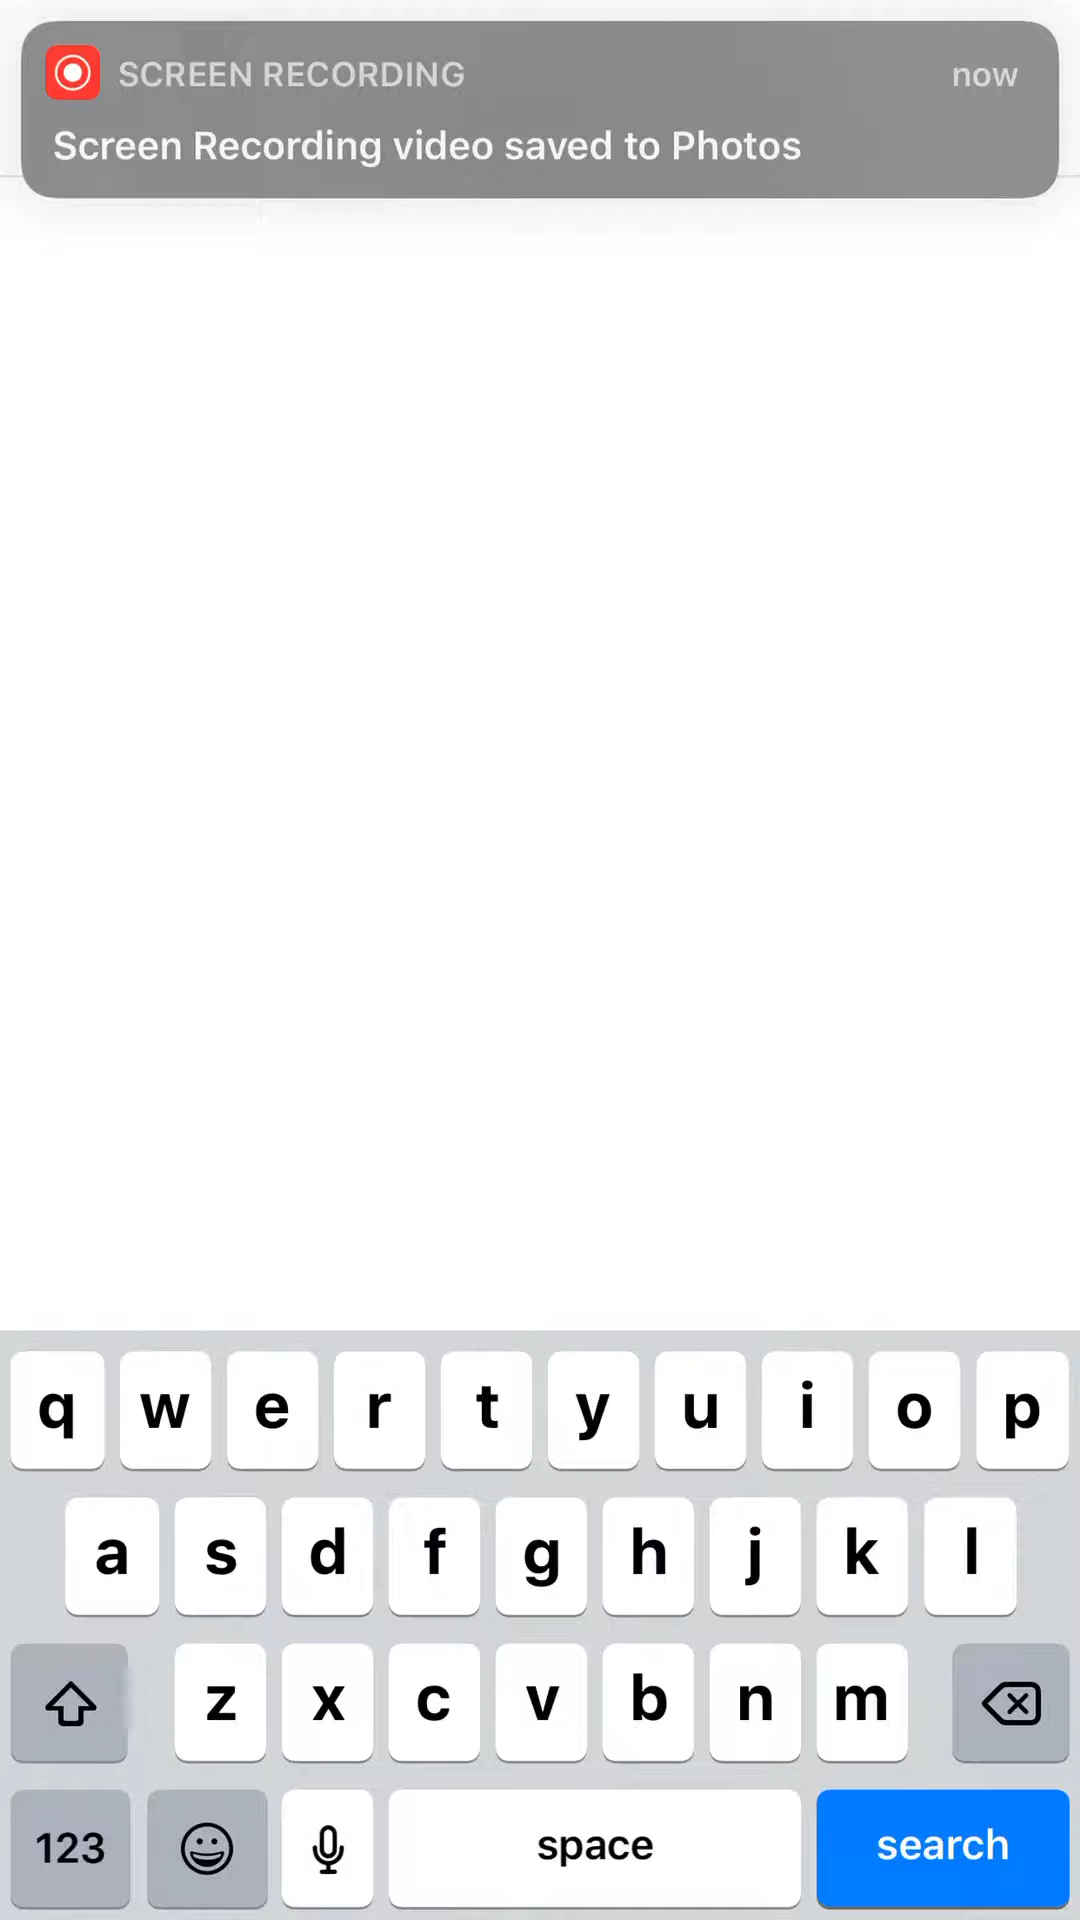 SCREEN RECORDING now
Screen Recording video saved to Photos
q w e r t y u i o p
a s d f g h j k l
z x c v b n m
123 space search